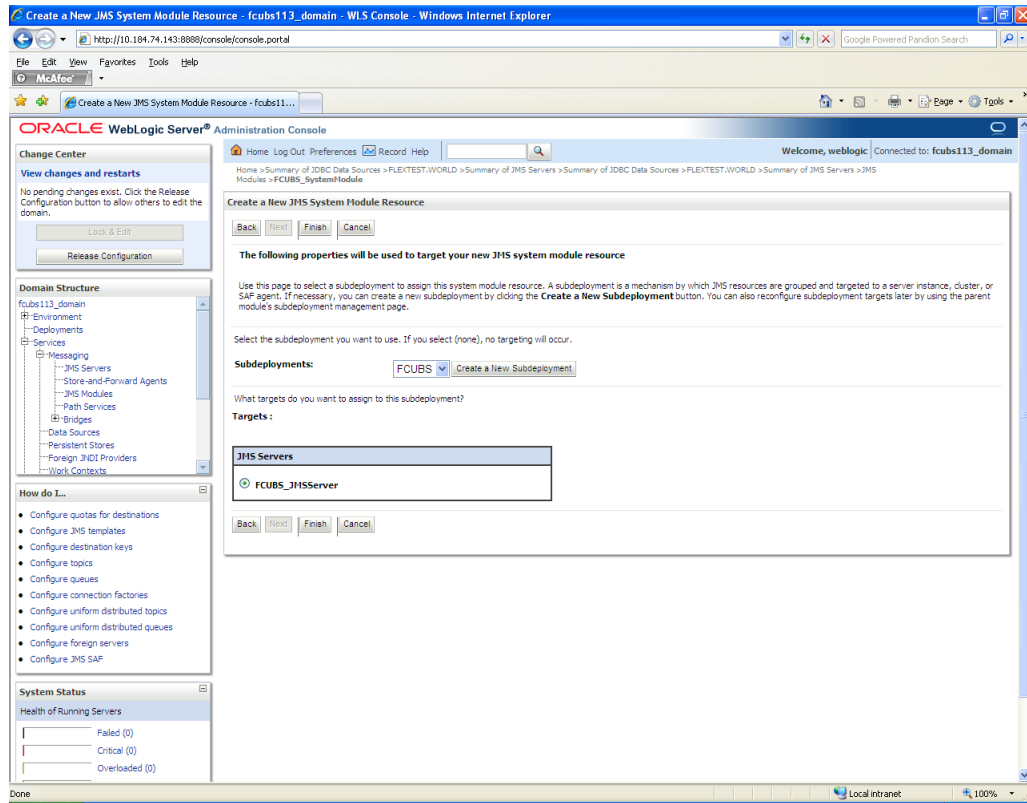 Create a New JMS System Module Resource - fcubs113_domain - WLS Console - Windows Internet Explorer
http://10.184.74.143:8888/console/console.portal
Google Powered Pandion Search
File Edit View Favorites Tools Help
McAfee
Create a New JMS System Module Resource - fcubs11...
Page Tools
ORACLE WebLogic Server® Administration Console
Change Center
View changes and restarts
No pending changes exist. Click the Release
Configuration button to allow others to edit the
domain.
Lock & Edit
Release Configuration
Domain Structure
fcubs113_domain
Environment
Deployments
Services
Messaging
JMS Servers
Store-and-Forward Agents
JMS Modules
Path Services
Bridges
Data Sources
Persistent Stores
Foreign JNDI Providers
Work Contexts
How do I...
Configure quotas for destinations
Configure JMS templates
Configure destination keys
Configure topics
Configure queues
Configure connection factories
Configure uniform distributed topics
Configure uniform distributed queues
Configure foreign servers
Configure JMS SAF
System Status
Health of Running Servers
Failed (0)
Critical (0)
Overloaded (0)
Home Log Out Preferences Record Help
Welcome, weblogic Connected to: fcubs113_domain
Home >Summary of JDBC Data Sources >FLEXTEST.WORLD >Summary of JMS Servers >Summary of JDBC Data Sources >FLEXTEST.WORLD >Summary of JMS Servers >JMS
Modules >FCUBS_SystemModule
Create a New JMS System Module Resource
Back Next Finish Cancel
The following properties will be used to target your new JMS system module resource
Use this page to select a subdeployment to assign this system module resource. A subdeployment is a mechanism by which JMS resources are grouped and targeted to a server instance, cluster, or
SAF agent. If necessary, you can create a new subdeployment by clicking the Create a New Subdeployment button. You can also reconfigure subdeployment targets later by using the parent
module's subdeployment management page.
Select the subdeployment you want to use. If you select (none), no targeting will occur.
Subdeployments: FCUBS Create a New Subdeployment
What targets do you want to assign to this subdeployment?
Targets :
JMS Servers
FCUBS_JMSServer
Back Next Finish Cancel
Done
Local intranet
100%